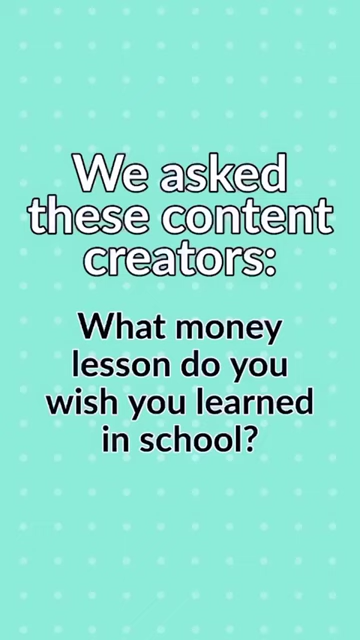 We asked
these content
creators:
What money
lesson do you
wish you learned
in school?